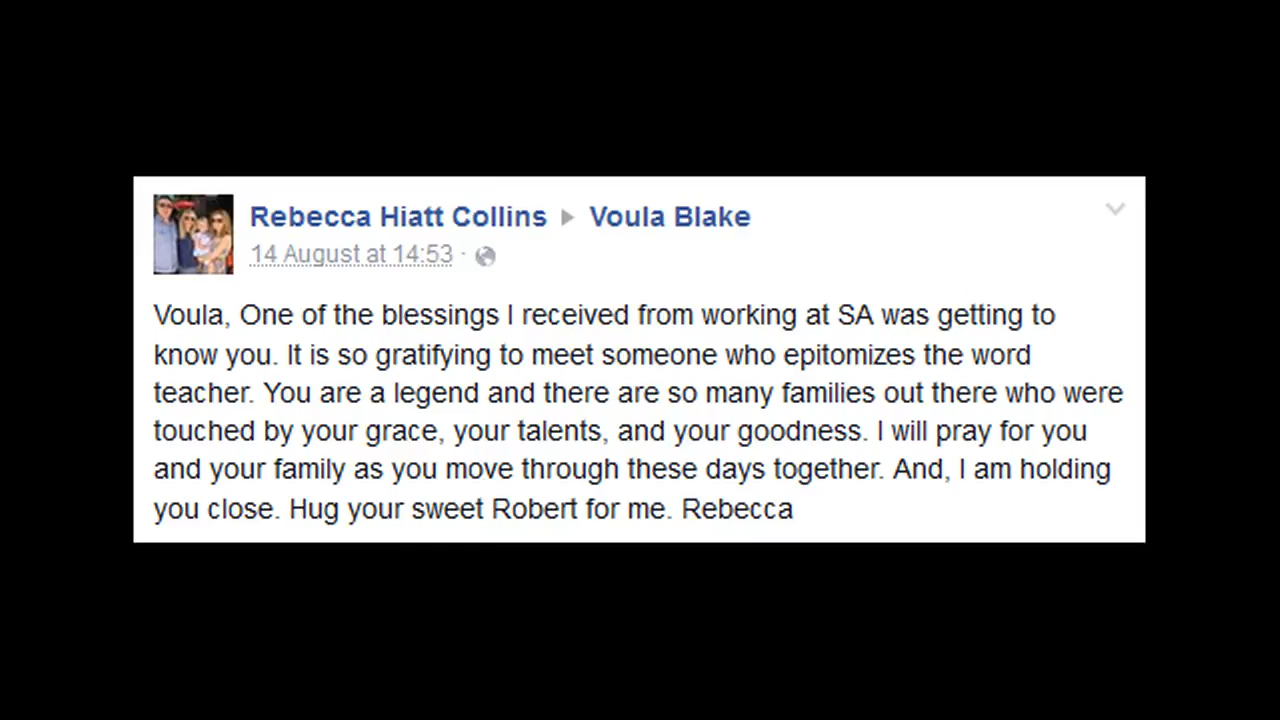 Rebecca Hiatt Collins ▶ Voula Blake
14 August at 14:53 ·
Voula, One of the blessings I received from working at SA was getting to
know you. It is so gratifying to meet someone who epitomizes the word
teacher. You are a legend and there are so many families out there who were
touched by your grace, your talents, and your goodness. I will pray for you
and your family as you move through these days together. And, I am holding
you close. Hug your sweet Robert for me. Rebecca